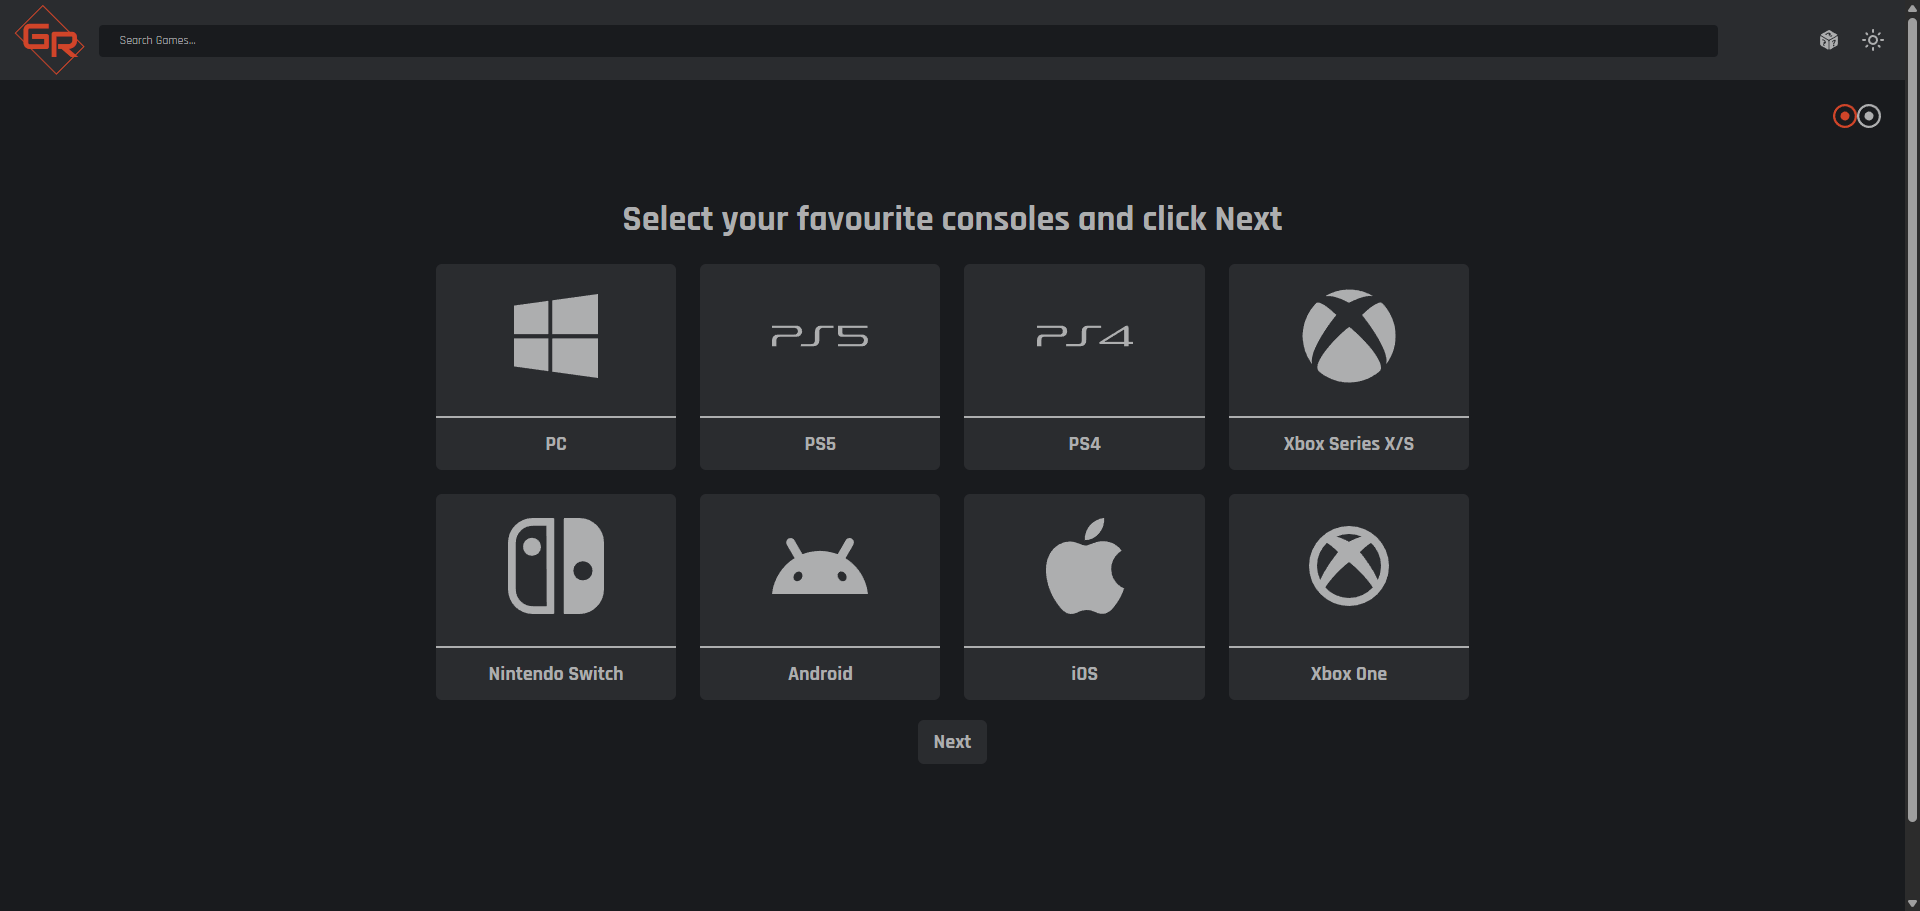 GR
Search Games...
Select your favourite consoles and click Next
PS5
PS4
PC
PS5
PS4
Xbox Series X/S
Nintendo Switch
Android
iOS
Xbox One
Next